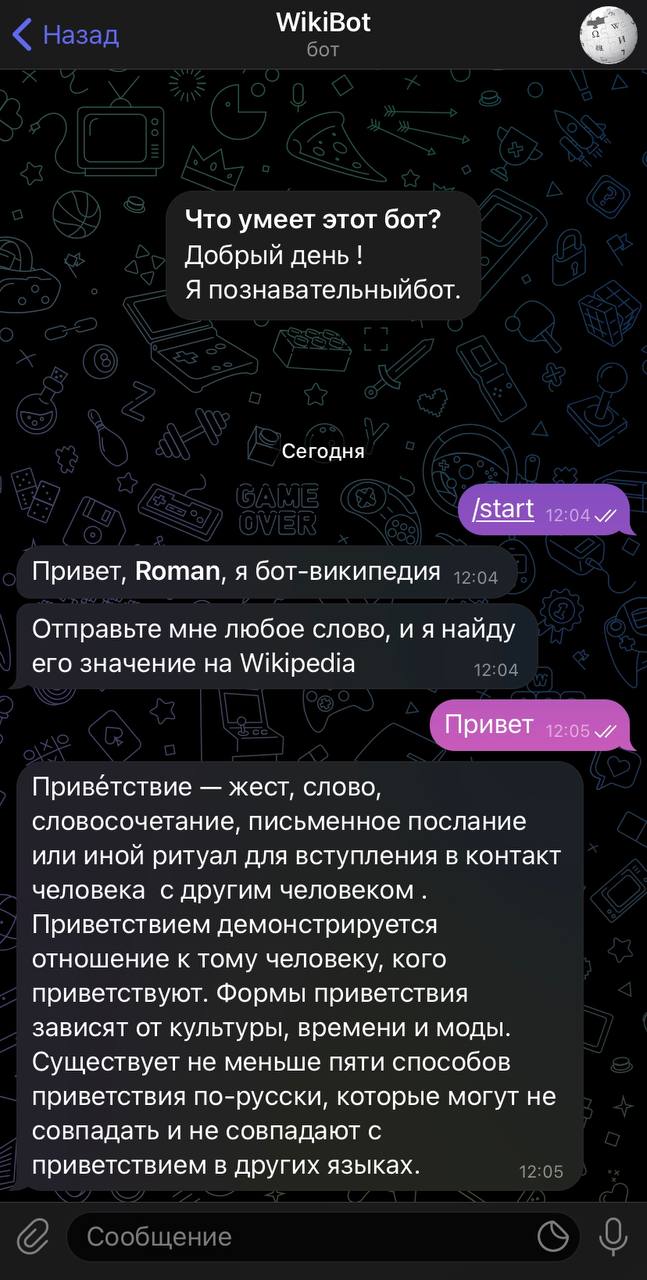 Назад
WikiBot
бот
Что умеет этот бот?
Добрый день !
Я познавательныйбот.
Сегодня
GAME
OVER
/start 12:04
Привет, Roman, я бот-википедия 12:04
Отправьте мне любое слово, и я найду
его значение на Wikipedia 12:04
Привет 12:05
Приве́тствие — жест, слово,
словосочетание, письменное послание
или иной ритуал для вступления в контакт
человека  с другим человеком .
Приветствием демонстрируется
отношение к тому человеку, кого
приветствуют. Формы приветствия
зависят от культуры, времени и моды.
Существует не меньше пяти способов
приветствия по-русски, которые могут не
совпадать и не совпадают с
приветствием в других языках. 12:05
Сообщение